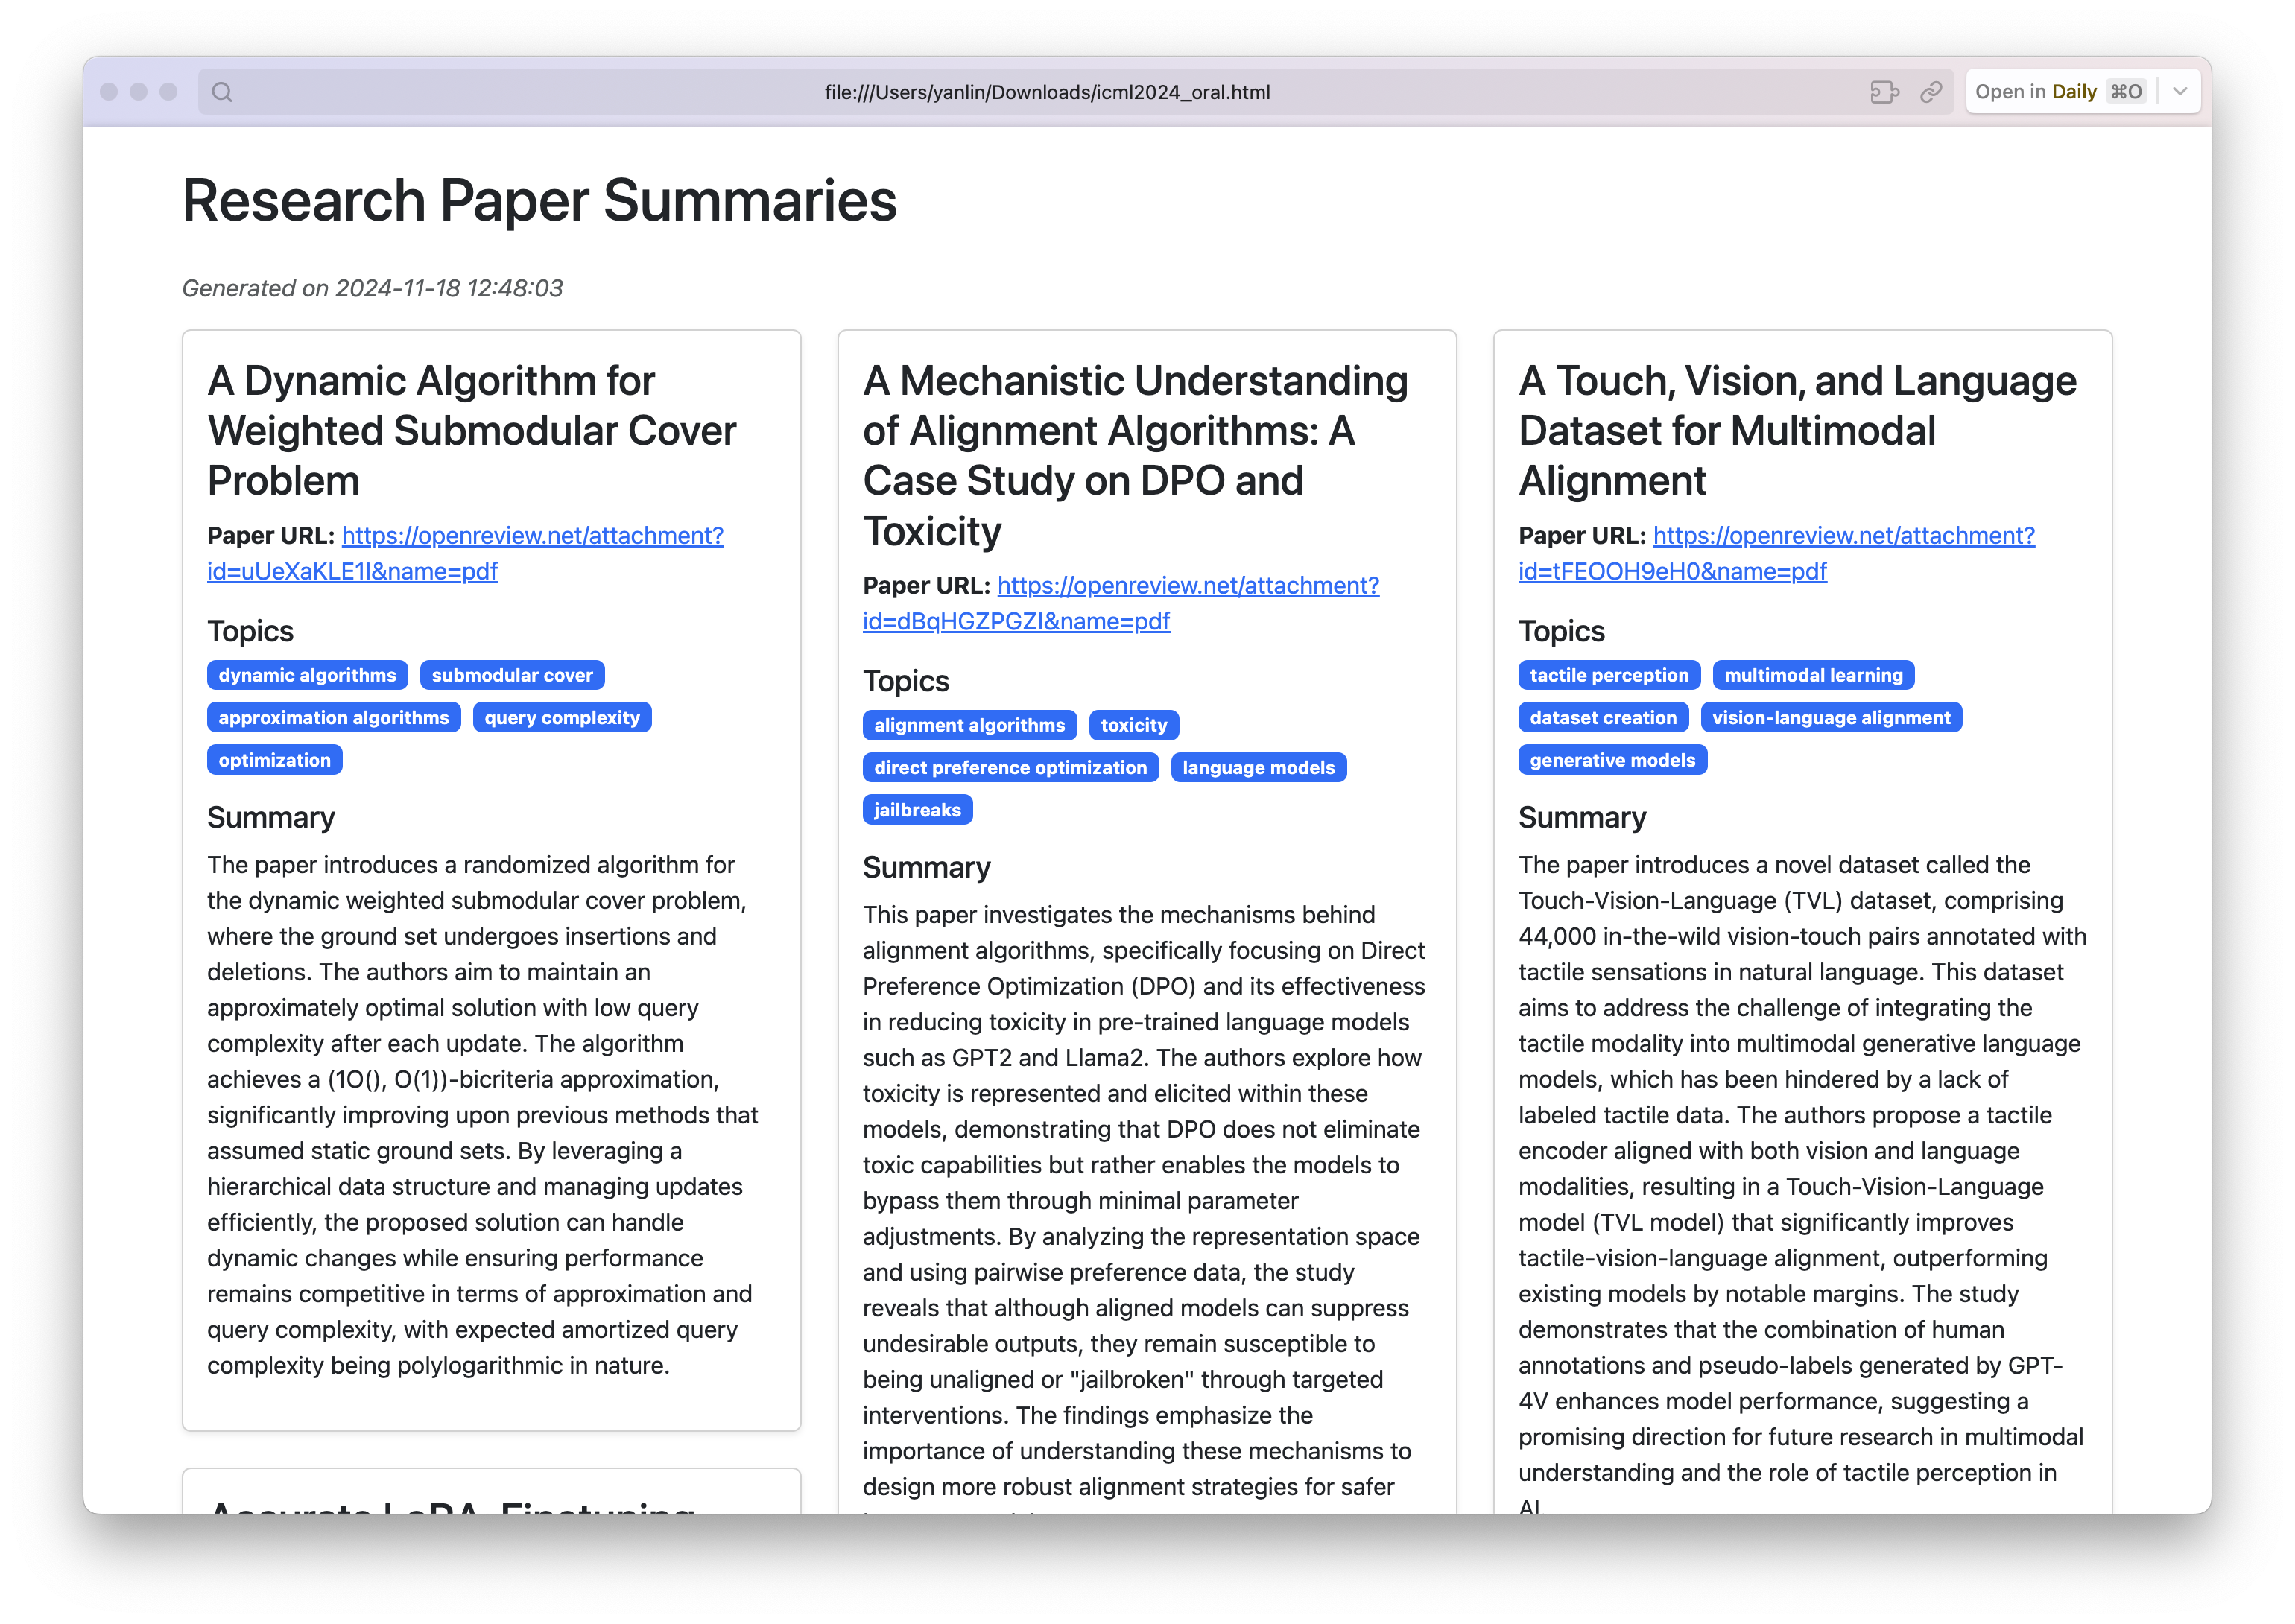 file:///Users/yanlin/Downloads/icml2024_oral.html
Open in Daily ⌘O
Research Paper Summaries
Generated on 2024-11-18 12:48:03
A Dynamic Algorithm for
Weighted Submodular Cover
Problem
Paper URL: https://openreview.net/attachment?
id=uUeXaKLE1I&name=pdf
Topics
dynamic algorithms submodular cover
approximation algorithms query complexity
optimization
Summary
The paper introduces a randomized algorithm for
the dynamic weighted submodular cover problem,
where the ground set undergoes insertions and
deletions. The authors aim to maintain an
approximately optimal solution with low query
complexity after each update. The algorithm
achieves a (1O(), O(1))-bicriteria approximation,
significantly improving upon previous methods that
assumed static ground sets. By leveraging a
hierarchical data structure and managing updates
efficiently, the proposed solution can handle
dynamic changes while ensuring performance
remains competitive in terms of approximation and
query complexity, with expected amortized query
complexity being polylogarithmic in nature.
Accurate LoRA-Finetuning
A Mechanistic Understanding
of Alignment Algorithms: A
Case Study on DPO and
Toxicity
Paper URL: https://openreview.net/attachment?
id=dBqHGZPGZI&name=pdf
Topics
alignment algorithms toxicity
direct preference optimization language models
jailbreaks
Summary
This paper investigates the mechanisms behind
alignment algorithms, specifically focusing on Direct
Preference Optimization (DPO) and its effectiveness
in reducing toxicity in pre-trained language models
such as GPT2 and Llama2. The authors explore how
toxicity is represented and elicited within these
models, demonstrating that DPO does not eliminate
toxic capabilities but rather enables the models to
bypass them through minimal parameter
adjustments. By analyzing the representation space
and using pairwise preference data, the study
reveals that although aligned models can suppress
undesirable outputs, they remain susceptible to
being unaligned or "jailbroken" through targeted
interventions. The findings emphasize the
importance of understanding these mechanisms to
design more robust alignment strategies for safer
A Touch, Vision, and Language
Dataset for Multimodal
Alignment
Paper URL: https://openreview.net/attachment?
id=tFEOOH9eH0&name=pdf
Topics
tactile perception multimodal learning
dataset creation vision-language alignment
generative models
Summary
The paper introduces a novel dataset called the
Touch-Vision-Language (TVL) dataset, comprising
44,000 in-the-wild vision-touch pairs annotated with
tactile sensations in natural language. This dataset
aims to address the challenge of integrating the
tactile modality into multimodal generative language
models, which has been hindered by a lack of
labeled tactile data. The authors propose a tactile
encoder aligned with both vision and language
modalities, resulting in a Touch-Vision-Language
model (TVL model) that significantly improves
tactile-vision-language alignment, outperforming
existing models by notable margins. The study
demonstrates that the combination of human
annotations and pseudo-labels generated by GPT-
4V enhances model performance, suggesting a
promising direction for future research in multimodal
understanding and the role of tactile perception in
AI